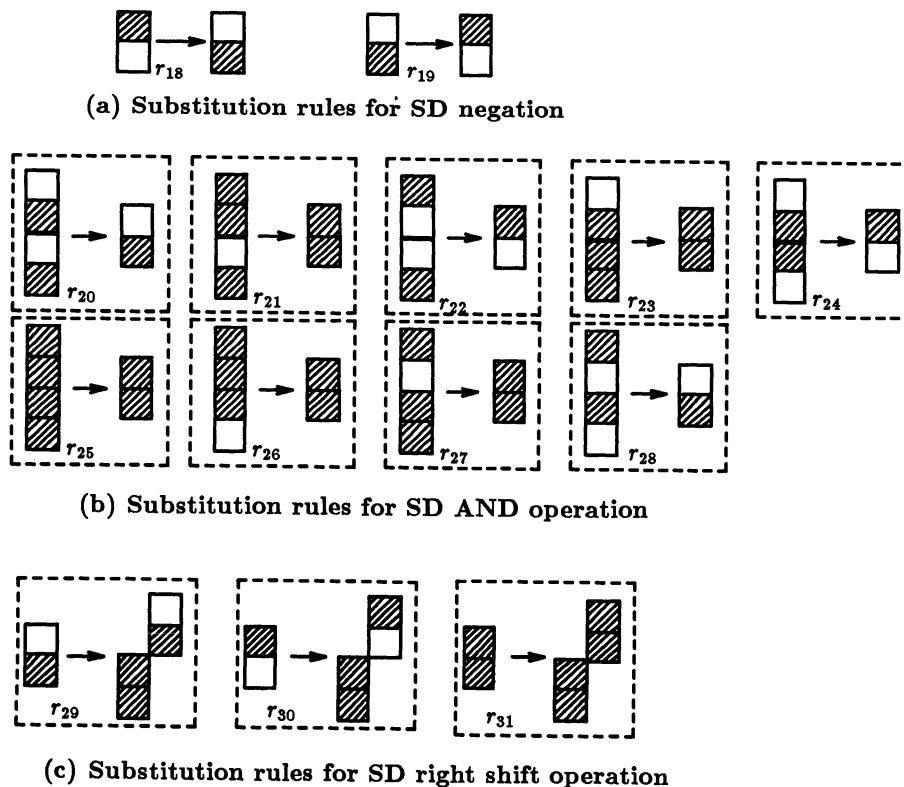 r18 r19
(a) Substitution rules for SD negation
r20 r21 r22 r23 r24
r25 r26 r27 r28
(b) Substitution rules for SD AND operation
r29 r30 r31
(c) Substitution rules for SD right shift operation